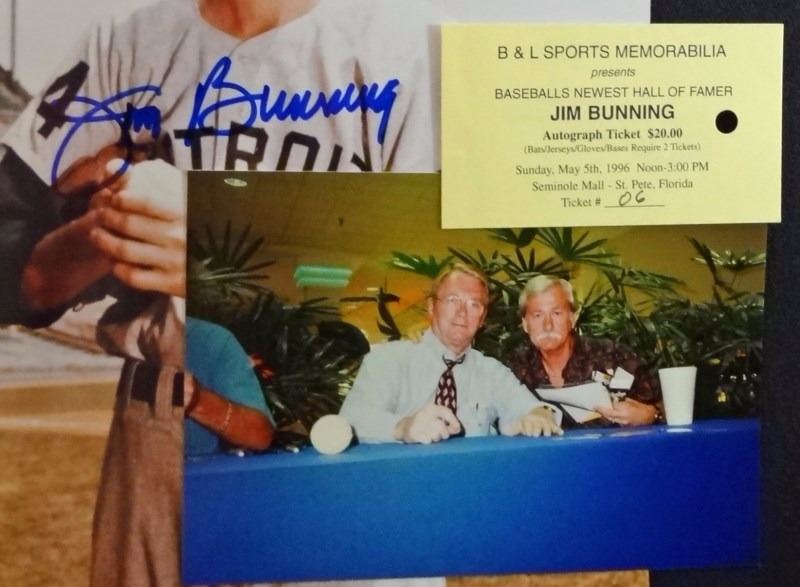 Jim Bunning
TROI
B & L SPORTS MEMORABILIA
presents
BASEBALLS NEWEST HALL OF FAMER
JIM BUNNING
Autograph Ticket $20.00
(Bats/Jerseys/Gloves/Bases Require 2 Tickets)
Sunday, May 5th, 1996 Noon-3:00 PM
Seminole Mall - St. Pete, Florida
Ticket # 06